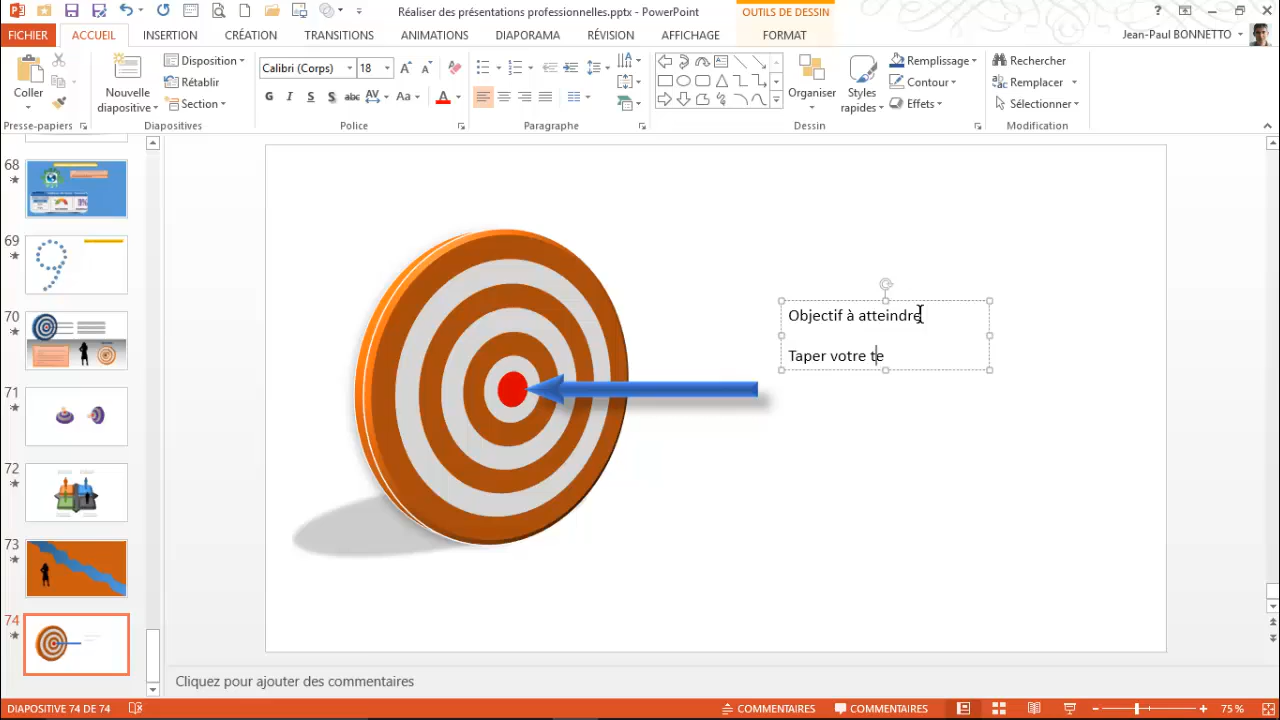 Réaliser des présentations professionnelles.pptx - PowerPoint
OUTILS DE DESSIN
?
FICHIER ACCUEIL INSERTION CRÉATION TRANSITIONS ANIMATIONS DIAPORAMA RÉVISION AFFICHAGE FORMAT
Jean-Paul BONNETTO
Coller
Presse-papiers
Nouvelle diapositive
Disposition
Rétablir
Section
Diapositives
Calibri (Corps) 18
G I S S abc AV Aa A
Police
Paragraphe
Organiser
Styles rapides
Remplissage
Contour
Effets
Dessin
Rechercher
Remplacer
Sélectionner
Modification
68
69
70
71
72
73
74
Objectif à atteindre
Taper votre te
Cliquez pour ajouter des commentaires
DIAPOSITIVE 74 DE 74
COMMENTAIRES
COMMENTAIRES
75 %